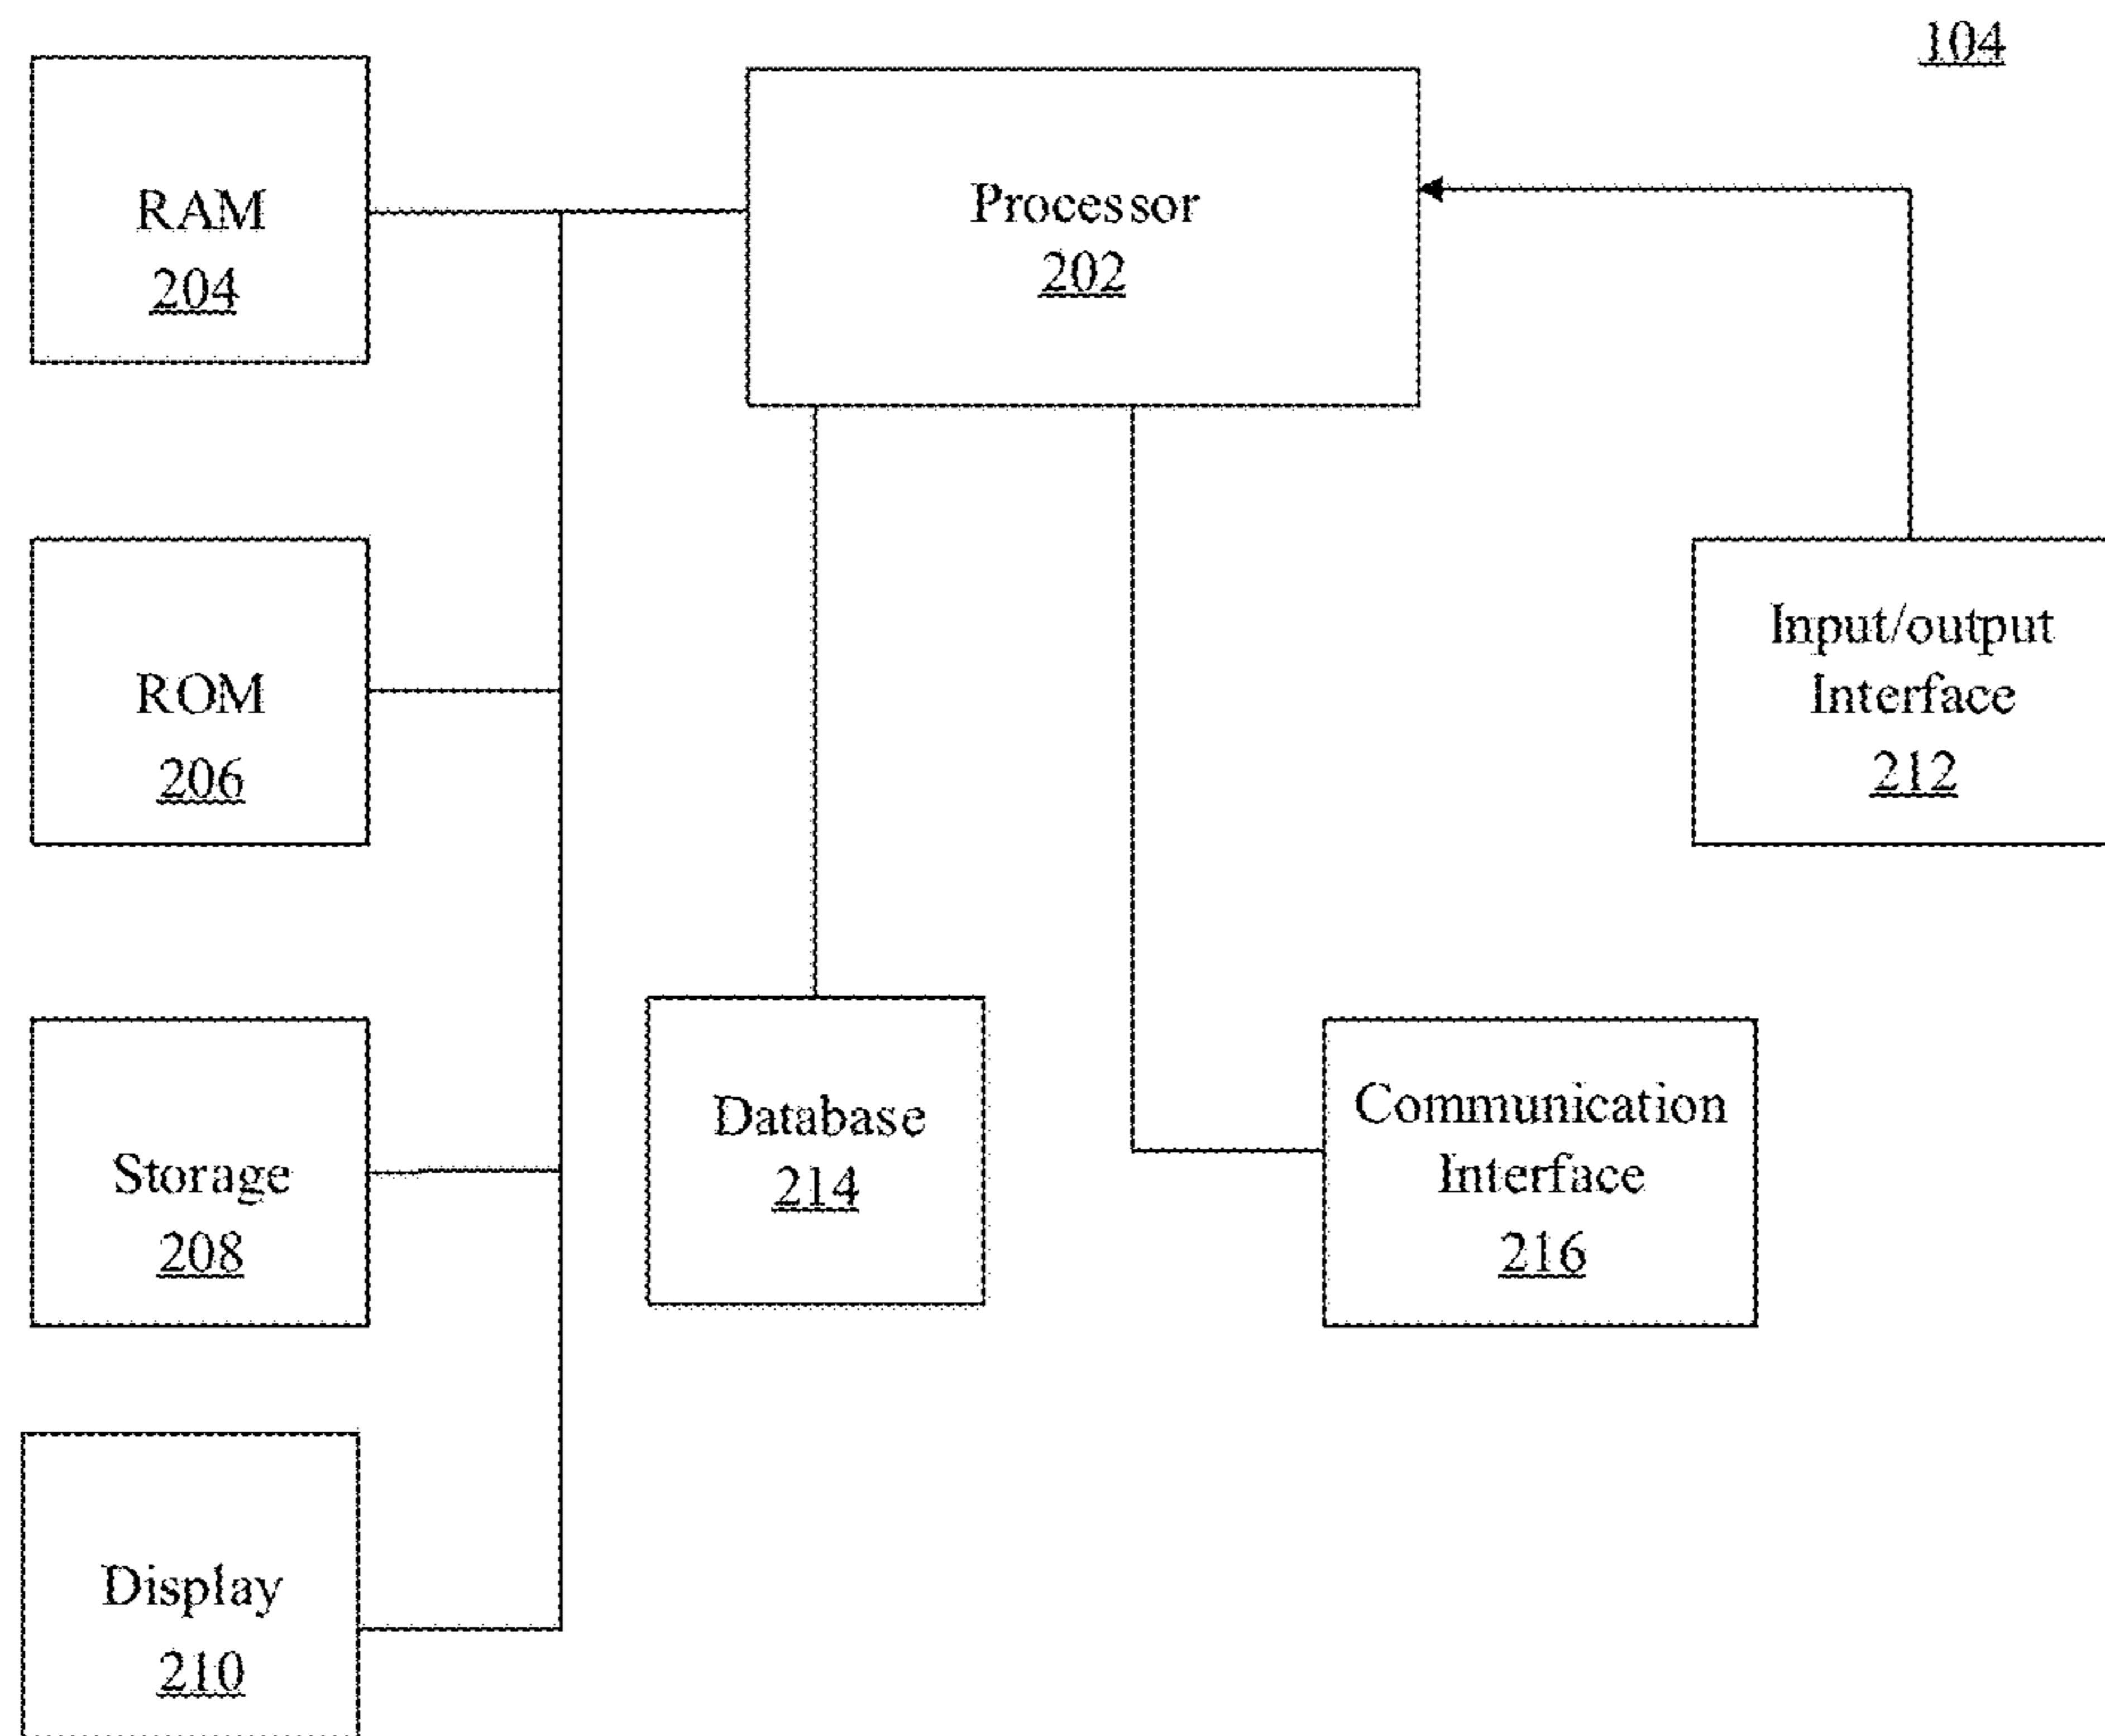 104
RAM
204
Processor
202
ROM
206
Input/output
Interface
212
Storage
208
Database
214
Communication
Interface
216
Display
210